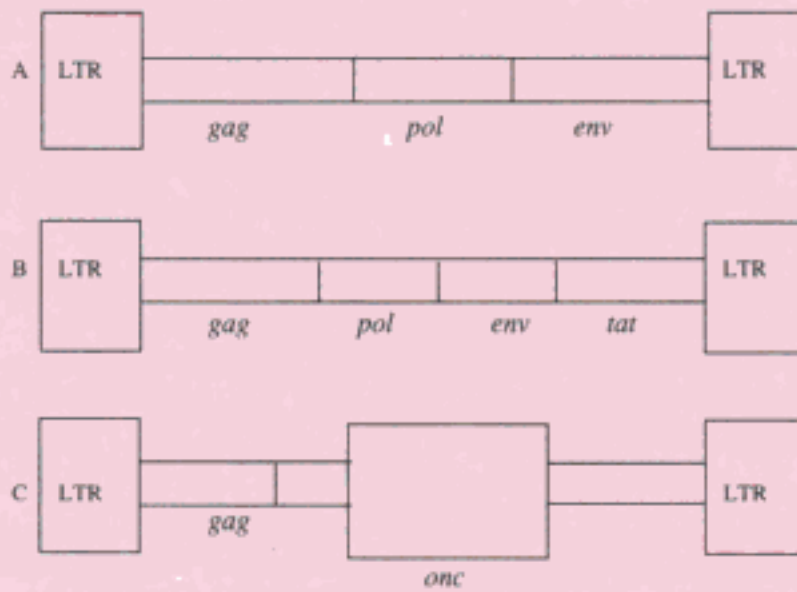 A LTR LTR
gag pol env
B LTR LTR
gag pol env tat
C LTR LTR
gag
onc